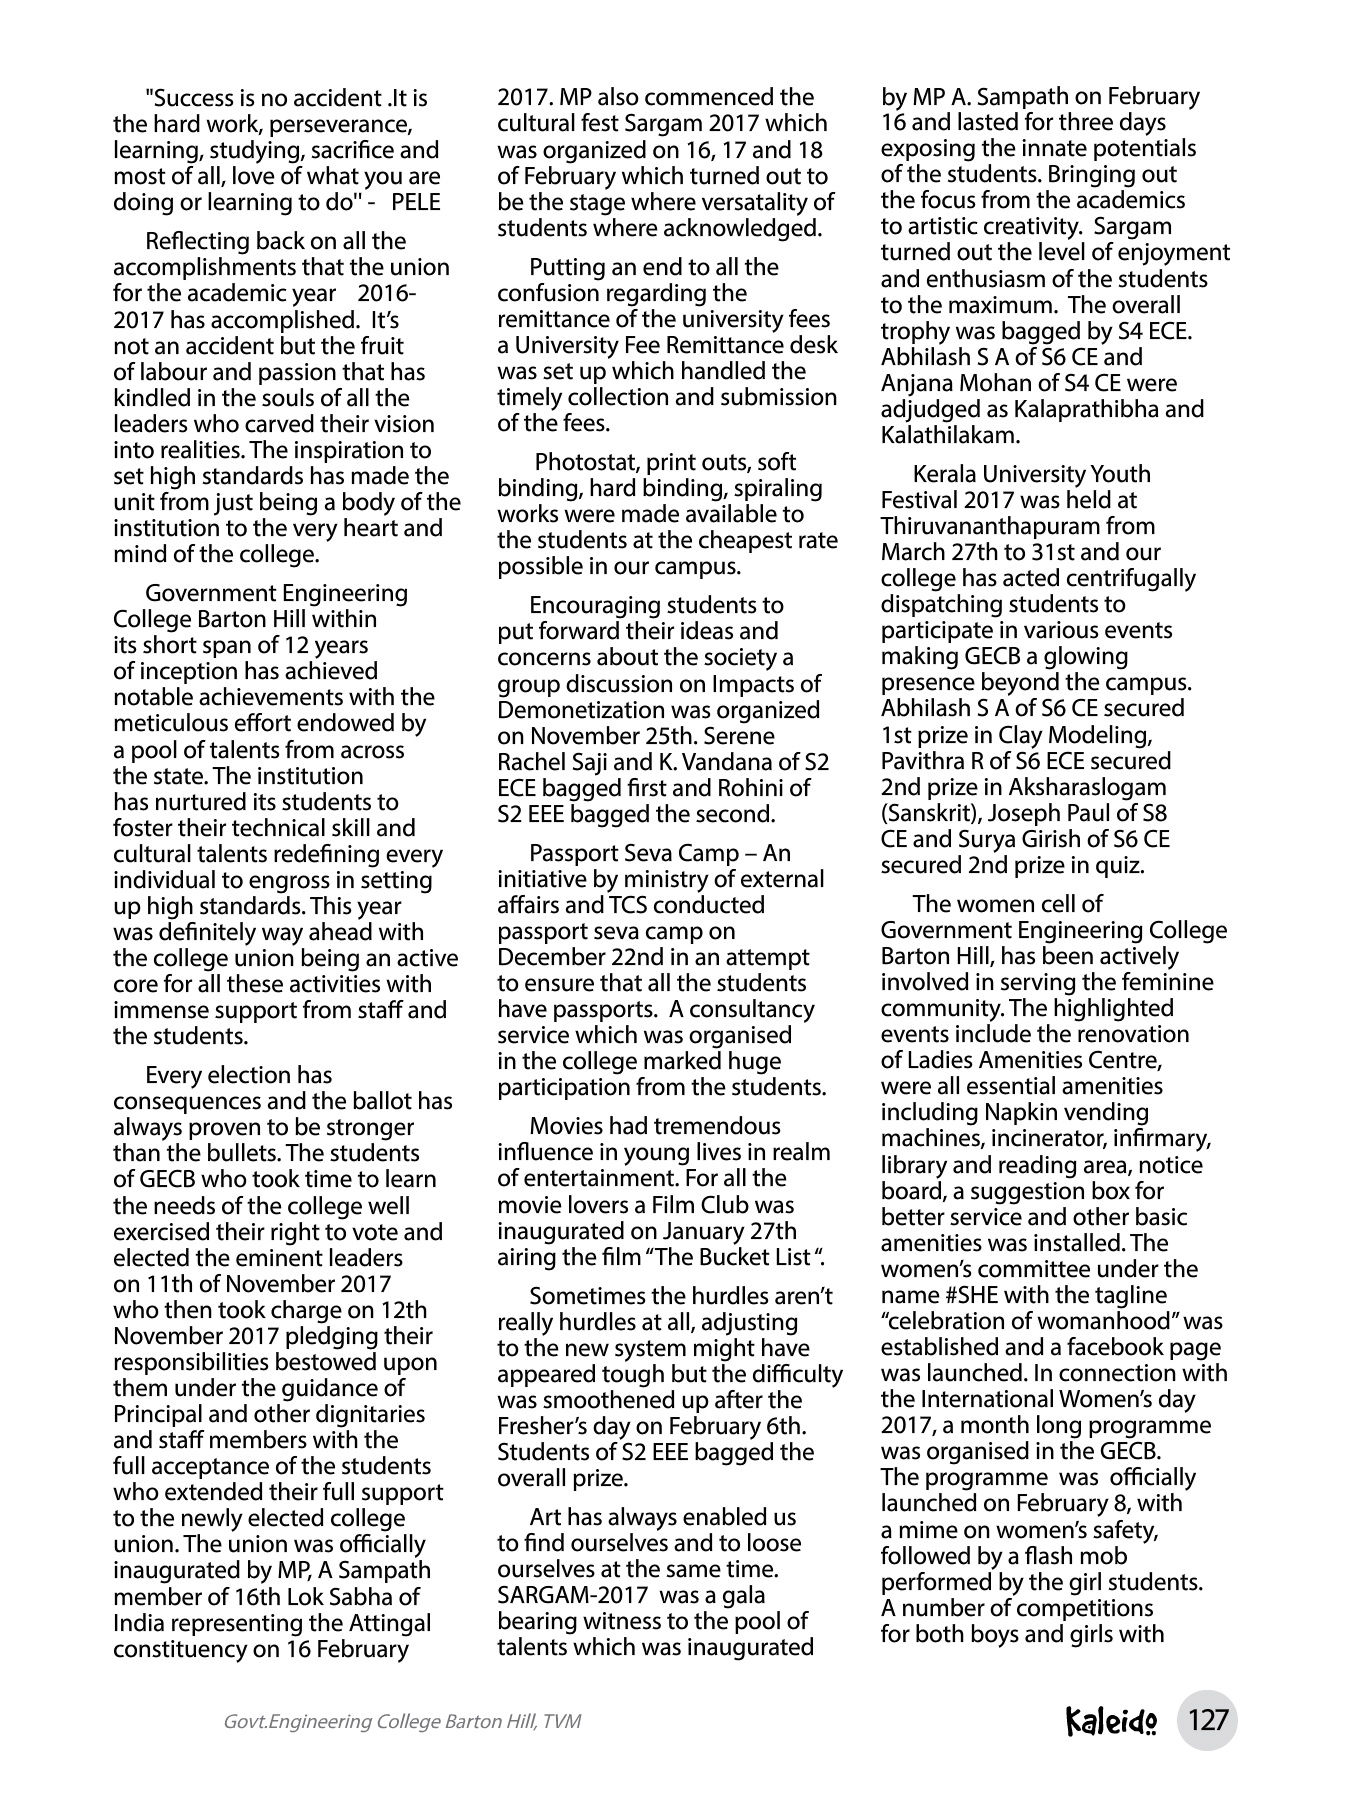 "Success is no accident .It is
the hard work, perseverance,
learning, studying, sacrifice and
most of all, love of what you are
doing or learning to do'' -   PELE
Reflecting back on all the
accomplishments that the union
for the academic year    2016-
2017 has accomplished.  It’s
not an accident but the fruit
of labour and passion that has
kindled in the souls of all the
leaders who carved their vision
into realities. The inspiration to
set high standards has made the
unit from just being a body of the
institution to the very heart and
mind of the college.
Government Engineering
College Barton Hill within
its short span of 12 years
of inception has achieved
notable achievements with the
meticulous effort endowed by
a pool of talents from across
the state. The institution
has nurtured its students to
foster their technical skill and
cultural talents redefining every
individual to engross in setting
up high standards. This year
was definitely way ahead with
the college union being an active
core for all these activities with
immense support from staff and
the students.
Every election has
consequences and the ballot has
always proven to be stronger
than the bullets. The students
of GECB who took time to learn
the needs of the college well
exercised their right to vote and
elected the eminent leaders
on 11th of November 2017
who then took charge on 12th
November 2017 pledging their
responsibilities bestowed upon
them under the guidance of
Principal and other dignitaries
and staff members with the
full acceptance of the students
who extended their full support
to the newly elected college
union. The union was officially
inaugurated by MP, A Sampath
member of 16th Lok Sabha of
India representing the Attingal
constituency on 16 February
2017. MP also commenced the
cultural fest Sargam 2017 which
was organized on 16, 17 and 18
of February which turned out to
be the stage where versatality of
students where acknowledged.
Putting an end to all the
confusion regarding the
remittance of the university fees
a University Fee Remittance desk
was set up which handled the
timely collection and submission
of the fees.
Photostat, print outs, soft
binding, hard binding, spiraling
works were made available to
the students at the cheapest rate
possible in our campus.
Encouraging students to
put forward their ideas and
concerns about the society a
group discussion on Impacts of
Demonetization was organized
on November 25th. Serene
Rachel Saji and K. Vandana of S2
ECE bagged first and Rohini of
S2 EEE bagged the second.
Passport Seva Camp – An
initiative by ministry of external
affairs and TCS conducted
passport seva camp on
December 22nd in an attempt
to ensure that all the students
have passports.  A consultancy
service which was organised
in the college marked huge
participation from the students.
Movies had tremendous
influence in young lives in realm
of entertainment. For all the
movie lovers a Film Club was
inaugurated on January 27th
airing the film “The Bucket List “.
Sometimes the hurdles aren’t
really hurdles at all, adjusting
to the new system might have
appeared tough but the difficulty
was smoothened up after the
Fresher’s day on February 6th.
Students of S2 EEE bagged the
overall prize.
Art has always enabled us
to find ourselves and to loose
ourselves at the same time.
SARGAM-2017  was a gala
bearing witness to the pool of
talents which was inaugurated
by MP A. Sampath on February
16 and lasted for three days
exposing the innate potentials
of the students. Bringing out
the focus from the academics
to artistic creativity.  Sargam
turned out the level of enjoyment
and enthusiasm of the students
to the maximum.  The overall
trophy was bagged by S4 ECE.
Abhilash S A of S6 CE and
Anjana Mohan of S4 CE were
adjudged as Kalaprathibha and
Kalathilakam.
Kerala University Youth
Festival 2017 was held at
Thiruvananthapuram from
March 27th to 31st and our
college has acted centrifugally
dispatching students to
participate in various events
making GECB a glowing
presence beyond the campus.
Abhilash S A of S6 CE secured
1st prize in Clay Modeling,
Pavithra R of S6 ECE secured
2nd prize in Aksharaslogam
(Sanskrit), Joseph Paul of S8
CE and Surya Girish of S6 CE
secured 2nd prize in quiz.
The women cell of
Government Engineering College
Barton Hill, has been actively
involved in serving the feminine
community. The highlighted
events include the renovation
of Ladies Amenities Centre,
were all essential amenities
including Napkin vending
machines, incinerator, infirmary,
library and reading area, notice
board, a suggestion box for
better service and other basic
amenities was installed. The
women’s committee under the
name #SHE with the tagline
“celebration of womanhood” was
established and a facebook page
was launched. In connection with
the International Women’s day
2017, a month long programme
was organised in the GECB.
The programme  was  officially
launched on February 8, with
a mime on women’s safety,
followed by a flash mob
performed by the girl students.
A number of competitions
for both boys and girls with
Govt.Engineering College Barton Hill, TVM
Kaleido 127